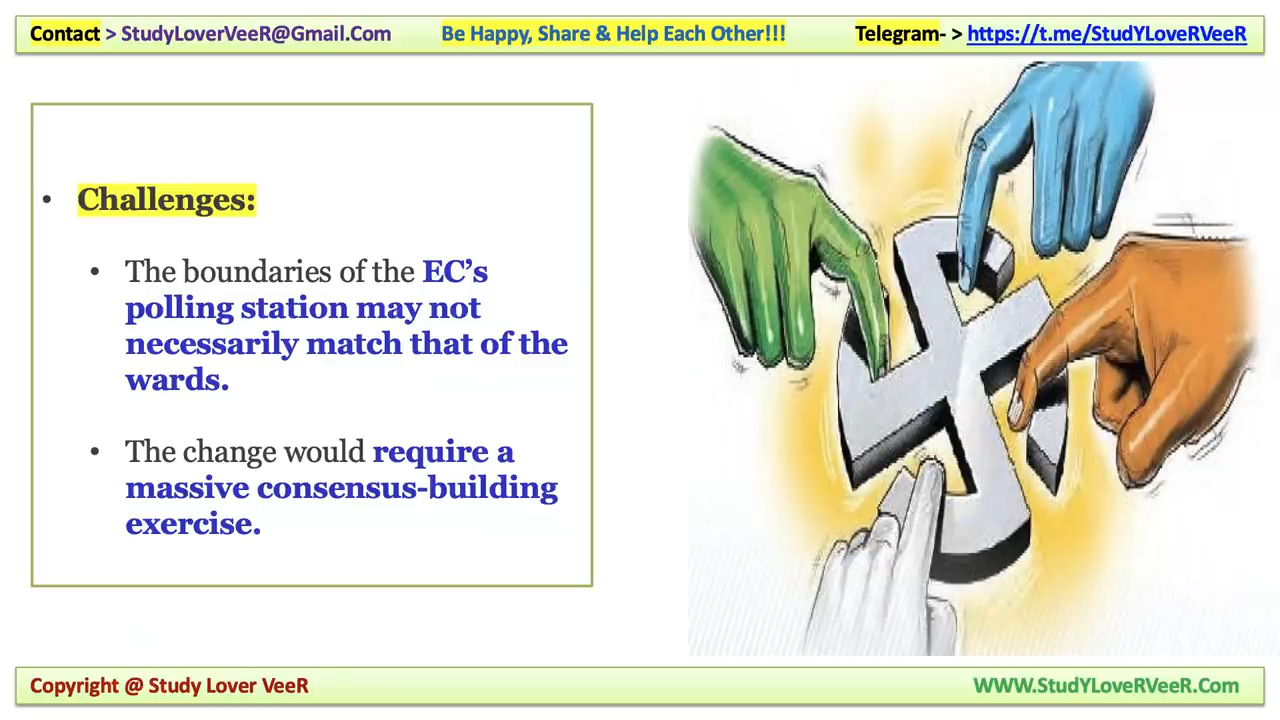 Contact > StudyLoverVeeR@Gmail.Com Be Happy, Share & Help Each Other!!! Telegram- > https://t.me/StudYLoveRVeeR
• Challenges:
• The boundaries of the EC’s
polling station may not
necessarily match that of the
wards.
• The change would require a
massive consensus-building
exercise.
Copyright @ Study Lover VeeR WWW.StudYLoveRVeeR.Com